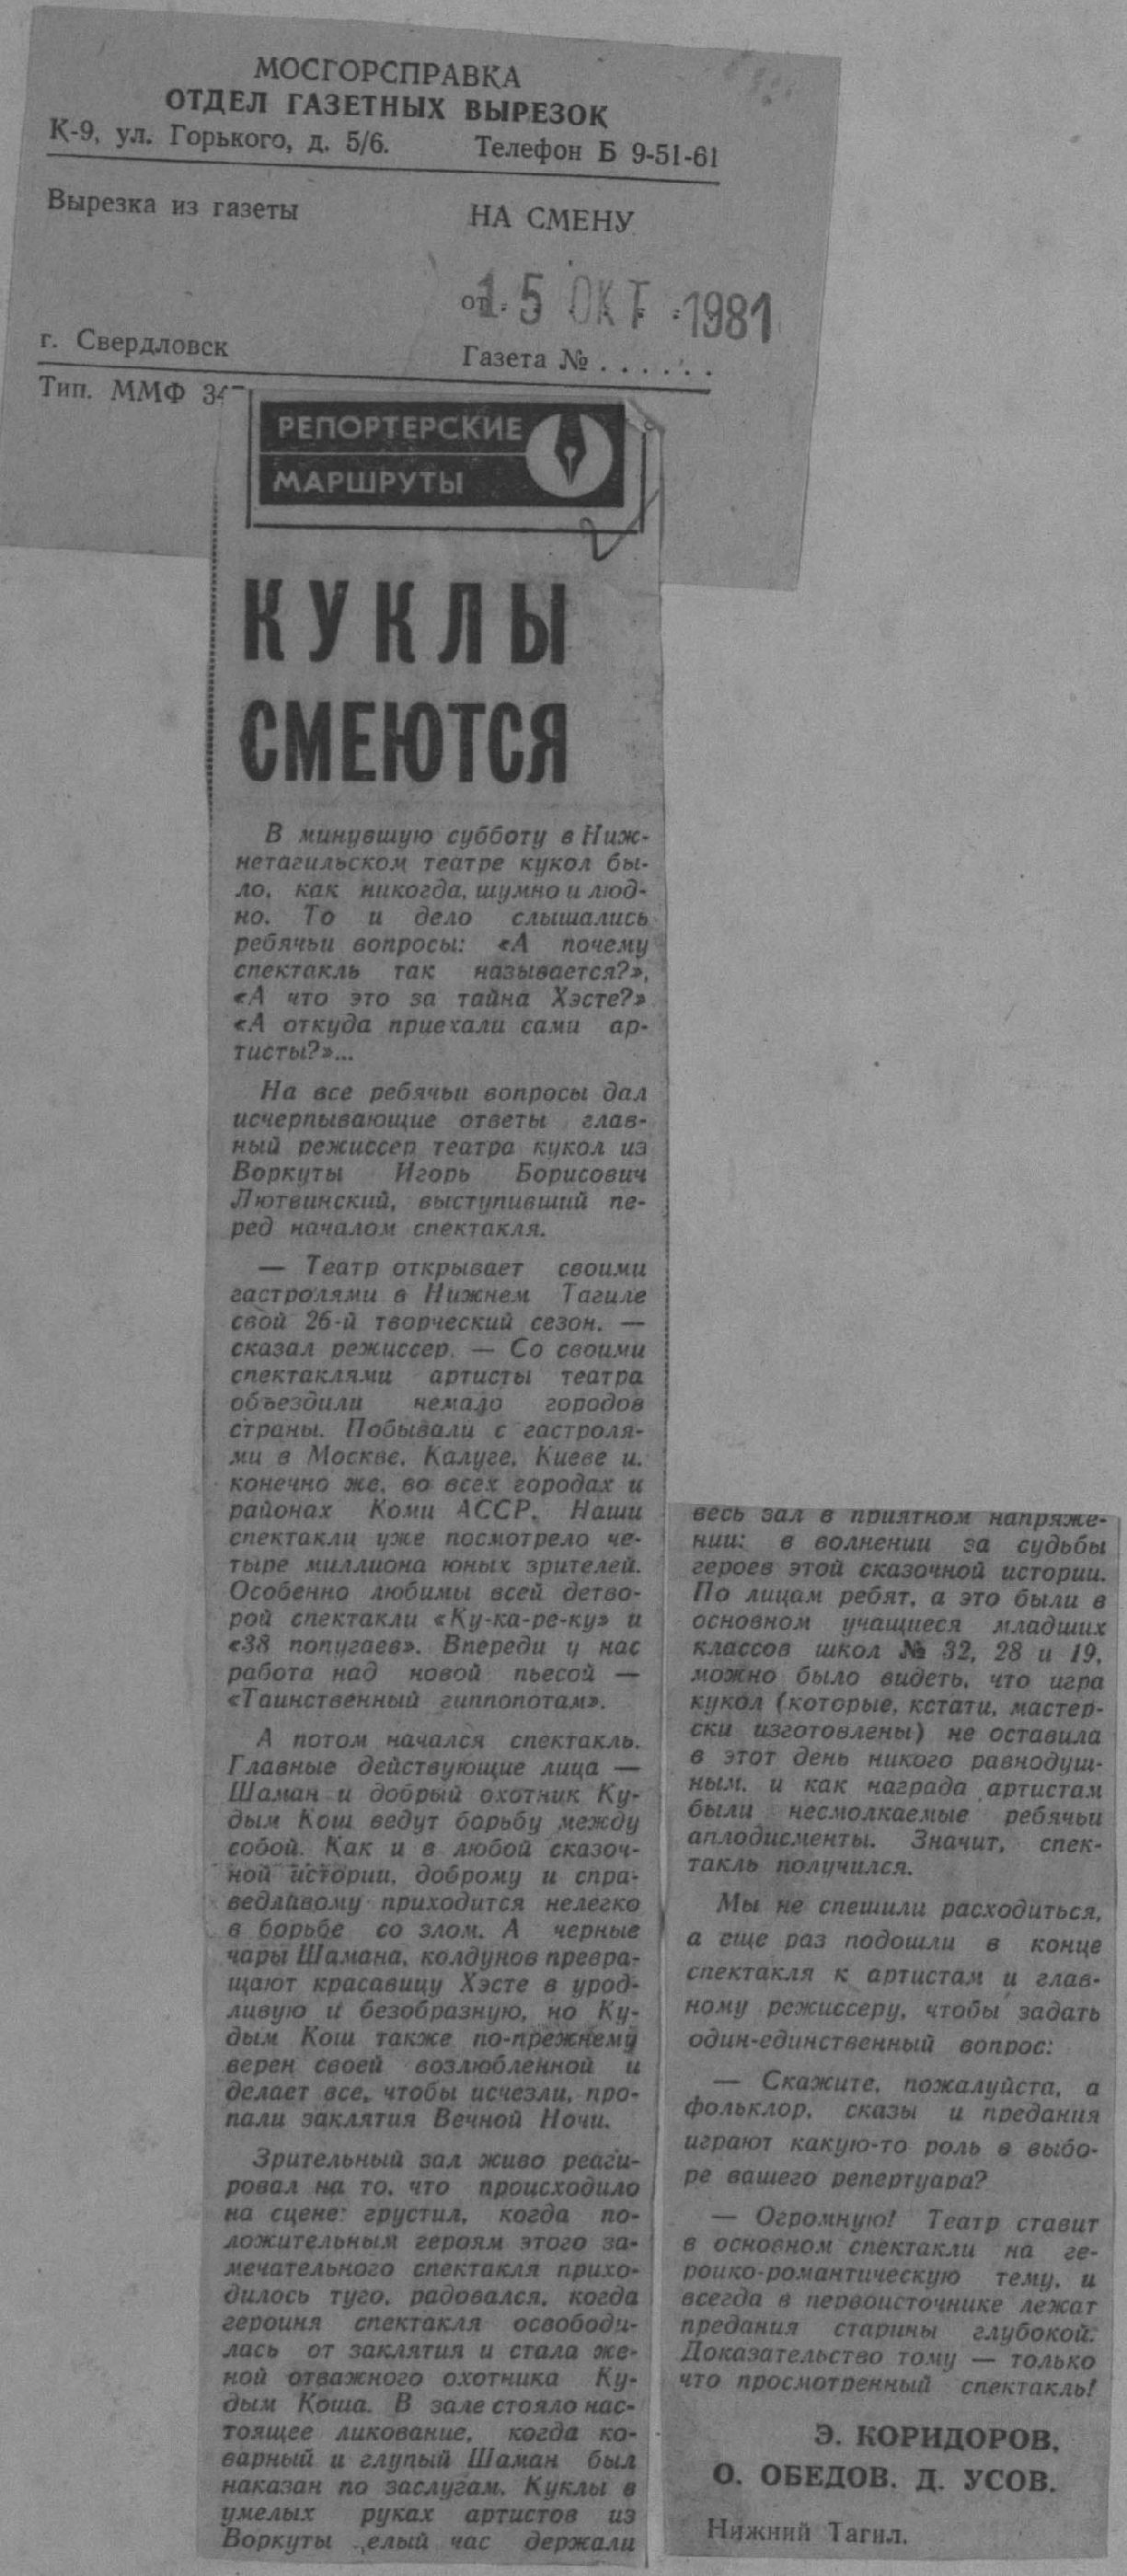 МОСГОРСПРАВКА
ОТДЕЛ ГАЗЕТНЫХ ВЫРЕЗОК
К-9, ул. Горького, д. 5/6. Телефон Б 9-51-61
Вырезка из газеты
НА СМЕНУ
от 15 ОКТ 1981
г. Свердловск
Газета № . . . . . .
Тип. ММФ
РЕПОРТЕРСКИЕ
МАРШРУТЫ
КУКЛЫ
СМЕЮТСЯ
В минувшую субботу в Ниж-
нетагильском театре кукол бы-
ло, как никогда, шумно и люд-
но. То и дело слышались
ребячьи вопросы: «А почему
спектакль так называется?»,
«А что это за тайна Хэсте?»
«А откуда приехали сами ар-
тисты?»...
На все ребячьи вопросы дал
исчерпывающие ответы глав-
ный режиссер театра кукол из
Воркуты Игорь Борисович
Лютвинский, выступивший пе-
ред началом спектакля.
— Театр открывает своими
гастролями в Нижнем Тагиле
свой 26-й творческий сезон, —
сказал режиссер. — Со своими
спектаклями артисты театра
объездили немало городов
страны. Побывали с гастроля-
ми в Москве, Калуге, Киеве и,
конечно же, во всех городах и
районах Коми АССР. Наши
спектакли уже посмотрело че-
тыре миллиона юных зрителей.
Особенно любимы всей детво-
рой спектакли «Ку-ка-ре-ку» и
«38 попугаев». Впереди у нас
работа над новой пьесой —
«Таинственный гиппопотам».
А потом начался спектакль.
Главные действующие лица —
Шаман и добрый охотник Ку-
дым Кош ведут борьбу между
собой. Как и в любой сказоч-
ной истории, доброму и спра-
ведливому приходится нелегко
в борьбе со злом. А черные
чары Шамана, колдунов превра-
щают красавицу Хэсте в урод-
ливую и безобразную, но Ку-
дым Кош также по-прежнему
верен своей возлюбленной и
делает все, чтобы исчезли, про-
пали заклятия Вечной Ночи.
Зрительный зал живо реаги-
ровал на то, что происходило
на сцене: грустил, когда по-
ложительным героям этого за-
мечательного спектакля прихо-
дилось туго, радовался, когда
героиня спектакля освободи-
лась от заклятия и стала же-
ной отважного охотника Ку-
дым Коша. В зале стояло нас-
тоящее ликование, когда ко-
варный и глупый Шаман был
наказан по заслугам. Куклы в
умелых руках артистов из
Воркуты елый час держали
весь зал в приятном напряже-
нии: в волнении за судьбы
героев этой сказочной истории.
По лицам ребят, а это были в
основном учащиеся младших
классов школ № 32, 28 и 19,
можно было видеть, что игра
кукол (которые, кстати, мастер-
ски изготовлены) не оставила
в этот день никого равнодуш-
ным, и как награда артистам
были несмолкаемые ребячьи
аплодисменты. Значит, спек-
такль получился.
Мы не спешили расходиться,
а еще раз подошли в конце
спектакля к артистам и глав-
ному режиссеру, чтобы задать
один-единственный вопрос:
— Скажите, пожалуйста, а
фольклор, сказы и предания
играют какую-то роль в выбо-
ре вашего репертуара?
— Огромную! Театр ставит
в основном спектакли на ге-
роико-романтическую тему, и
всегда в первоисточнике лежат
предания старины глубокой.
Доказательство тому — только
что просмотренный спектакль!
Э. КОРИДОРОВ,
О. ОБЕДОВ, Д. УСОВ.
Нижний Тагил.